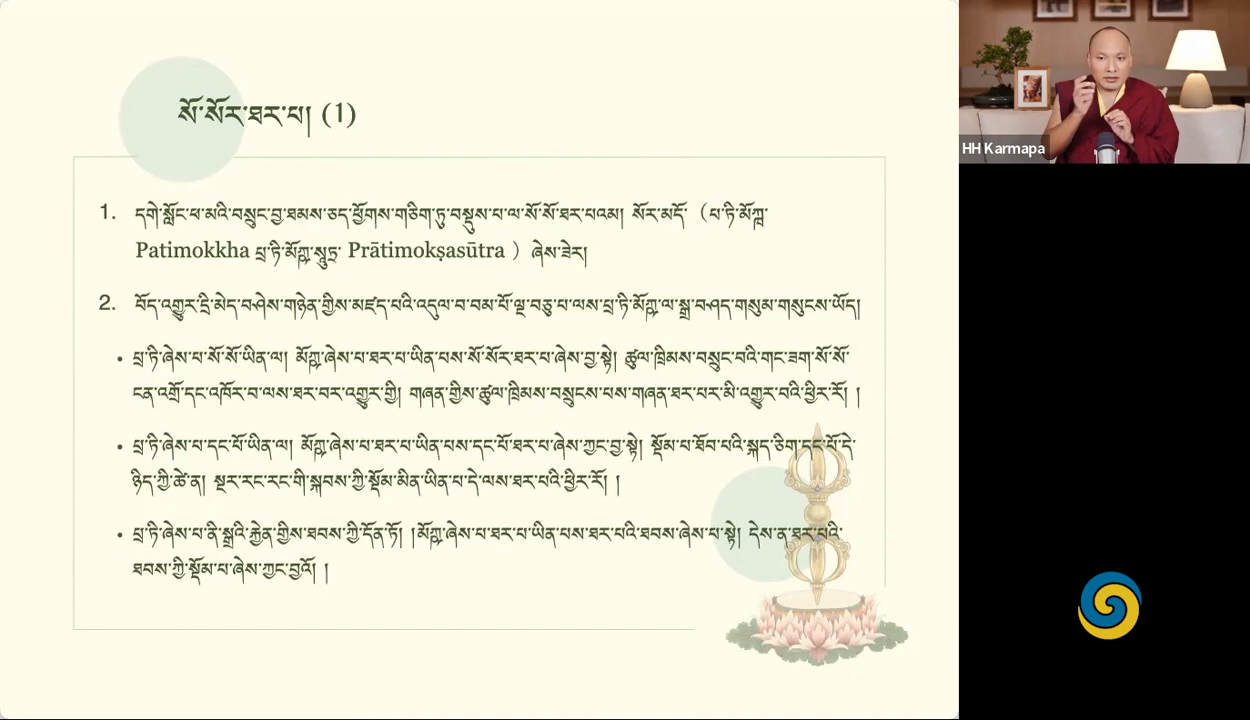 སོ་སོར་ཐར་པ། (1)
1. དགེ་སློང་ཕ་མའི་བསྲུང་བྱ་ཐམས་ཅད་ཕྱོགས་གཅིག་ཏུ་བསྡུས་པ་ལ་སོ་སོ་ཐར་པའམ། སོར་མདོ་（པ་ཏི་མོཀྑ་
Patimokkha པྲ་ཏི་མོཀྵ་སཱུཏྲ་ Prātimokṣasūtra ）ཞེས་ཟེར།
2. བོད་འགྱུར་དྲི་མེད་བཤེས་གཉེན་གྱིས་མཛད་པའི་འདུལ་བ་བམ་པོ་ལྔ་བཅུ་པ་ལས་པྲ་ཏི་མོཀྵ་ལ་སྒྲ་བཤད་གསུམ་གསུངས་ཡོད།
• པྲ་ཏི་ཞེས་པ་སོ་སོ་ཡིན་ལ། མོཀྵ་ཞེས་པ་ཐར་པ་ཡིན་པས་སོ་སོར་ཐར་པ་ཞེས་བྱ་སྟེ། ཚུལ་ཁྲིམས་བསྲུང་བའི་གང་ཟག་སོ་སོ་
ངན་འགྲོ་དང་འཁོར་བ་ལས་ཐར་བར་འགྱུར་གྱི། གཞན་གྱིས་ཚུལ་ཁྲིམས་བསྲུངས་པས་གཞན་ཐར་པར་མི་འགྱུར་བའི་ཕྱིར་རོ། །
• པྲ་ཏི་ཞེས་པ་དང་པོ་ཡིན་ལ། མོཀྵ་ཞེས་པ་ཐར་པ་ཡིན་པས་དང་པོ་ཐར་པ་ཞེས་ཀྱང་བྱ་སྟེ། སྡོམ་པ་ཐོབ་པའི་སྐད་ཅིག་དང་པོ་དེ་
ཉིད་ཀྱི་ཚེ་ན། སྔར་རང་རང་གི་སྐབས་ཀྱི་སྡོམ་མིན་ཡིན་པ་དེ་ལས་ཐར་པའི་ཕྱིར་རོ། །
• པྲ་ཏི་ཞེས་པ་ནི་སྒྲའི་རྐྱེན་གྱིས་ཐབས་ཀྱི་དོན་ཏོ། །མོཀྵ་ཞེས་པ་ཐར་པ་ཡིན་པས་ཐར་པའི་ཐབས་ཞེས་པ་སྟེ། དེས་ན་ཐར་པའི་
ཐབས་ཀྱི་སྡོམ་པ་ཞེས་ཀྱང་བྱའོ། །
HH Karmapa